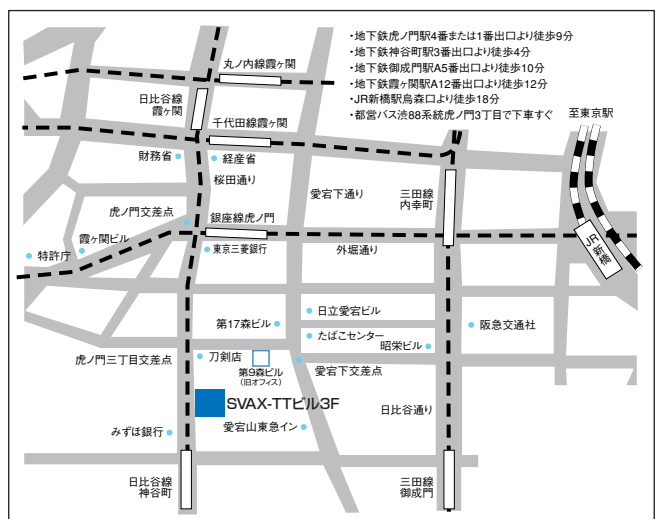 ・地下鉄虎ノ門駅4番または1番出口より徒歩9分
・地下鉄神谷町駅3番出口より徒歩4分
・地下鉄御成門駅A5番出口より徒歩10分
・地下鉄霞ヶ関駅A12番出口より徒歩12分
・JR新橋駅烏森口より徒歩18分
・都営バス渋88系統虎ノ門3丁目で下車すぐ
丸ノ内線霞ヶ関
日比谷線
霞ヶ関
千代田線霞ヶ関
至東京駅
財務省
経産省
桜田通り
愛宕下通り
三田線
内幸町
虎ノ門交差点
銀座線虎ノ門
霞ヶ関ビル
特許庁
東京三菱銀行
外堀通り
JR新橋
日立愛宕ビル
第17森ビル
たばこセンター
昭栄ビル
阪急交通社
虎ノ門三丁目交差点
刀剣店
第9森ビル
(旧オフィス)
愛宕下交差点
SVAX-TTビル3F
日比谷通り
みずほ銀行
愛宕山東急イン
日比谷線
神谷町
三田線
御成門